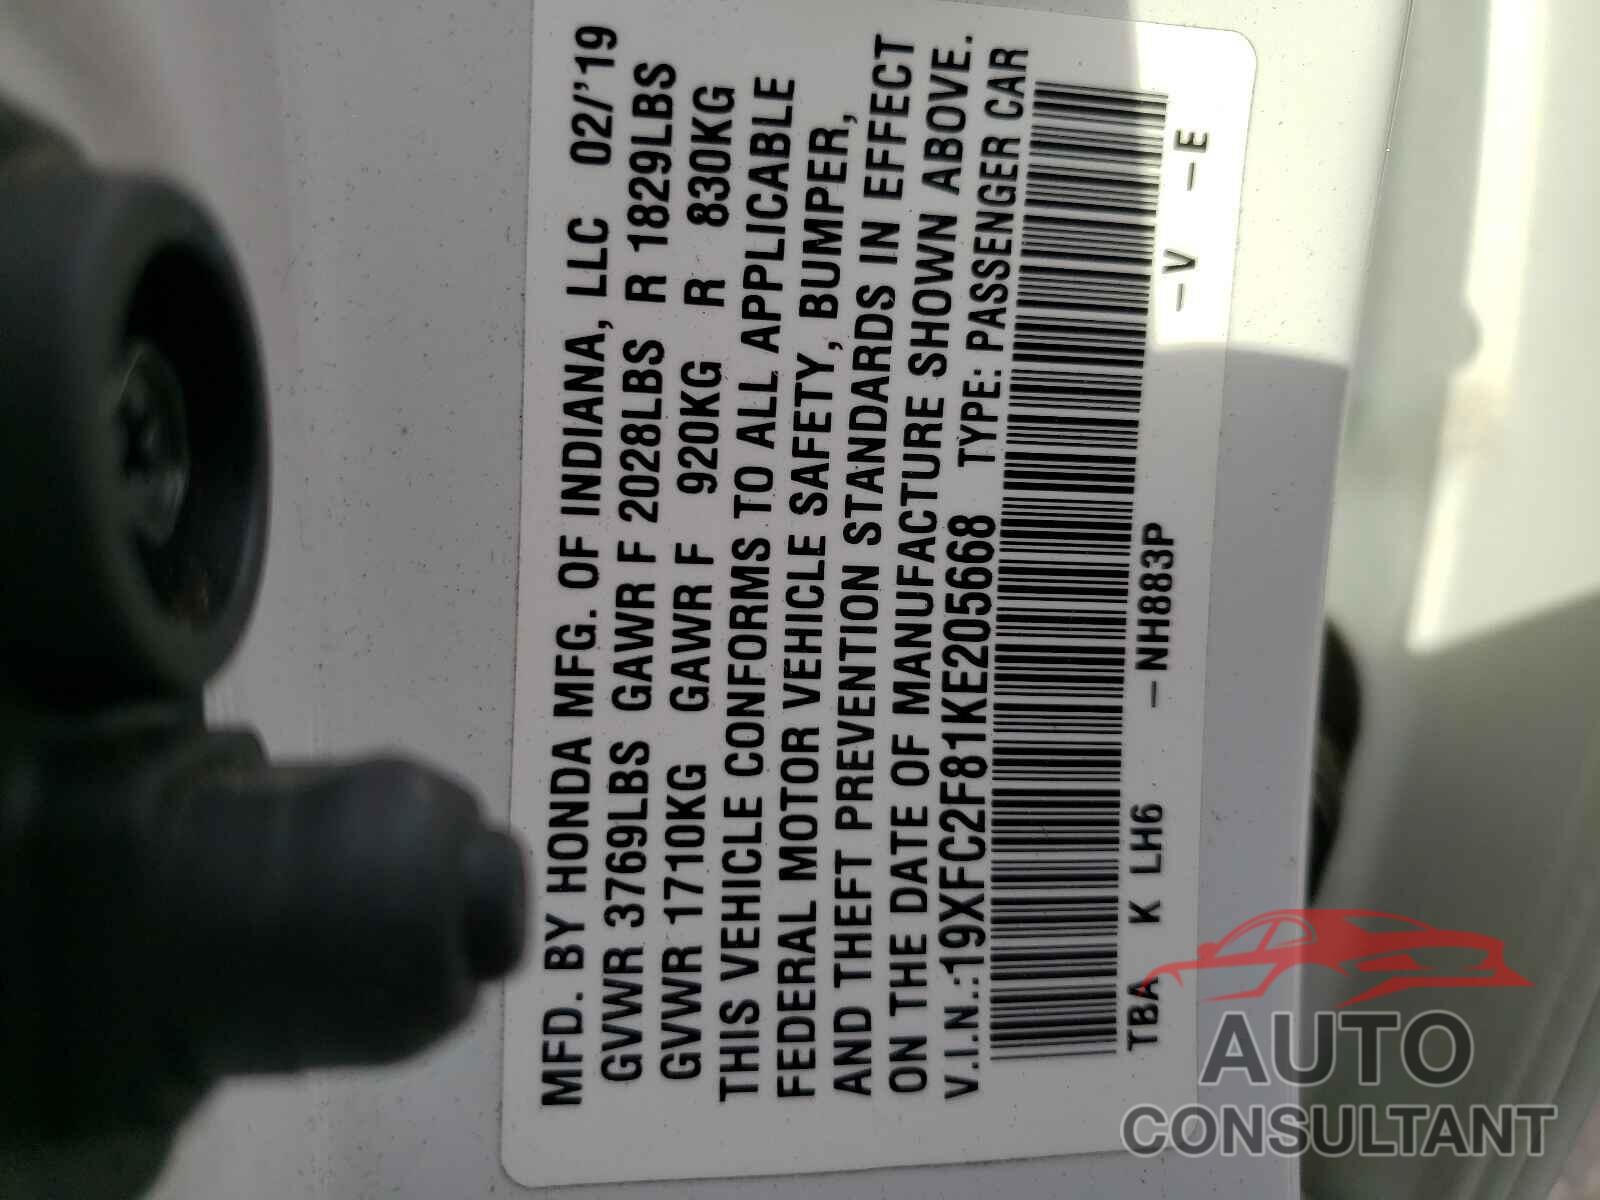 MFD. BY HONDA MFG. OF INDIANA, LLC 02/'19
GVWR 3769LBS GAWR F 2028LBS R 1829LBS
GVWR 1710KG GAWR F 920KG R 830KG
THIS VEHICLE CONFORMS TO ALL APPLICABLE
FEDERAL MOTOR VEHICLE SAFETY, BUMPER,
AND THEFT PREVENTION STANDARDS IN EFFECT
ON THE DATE OF MANUFACTURE SHOWN ABOVE.
V.I.N.:19XFC2F81KE205668 TYPE: PASSENGER CAR
TBA K LH6 -NH883P -V -E
AUTO
CONSULTANT